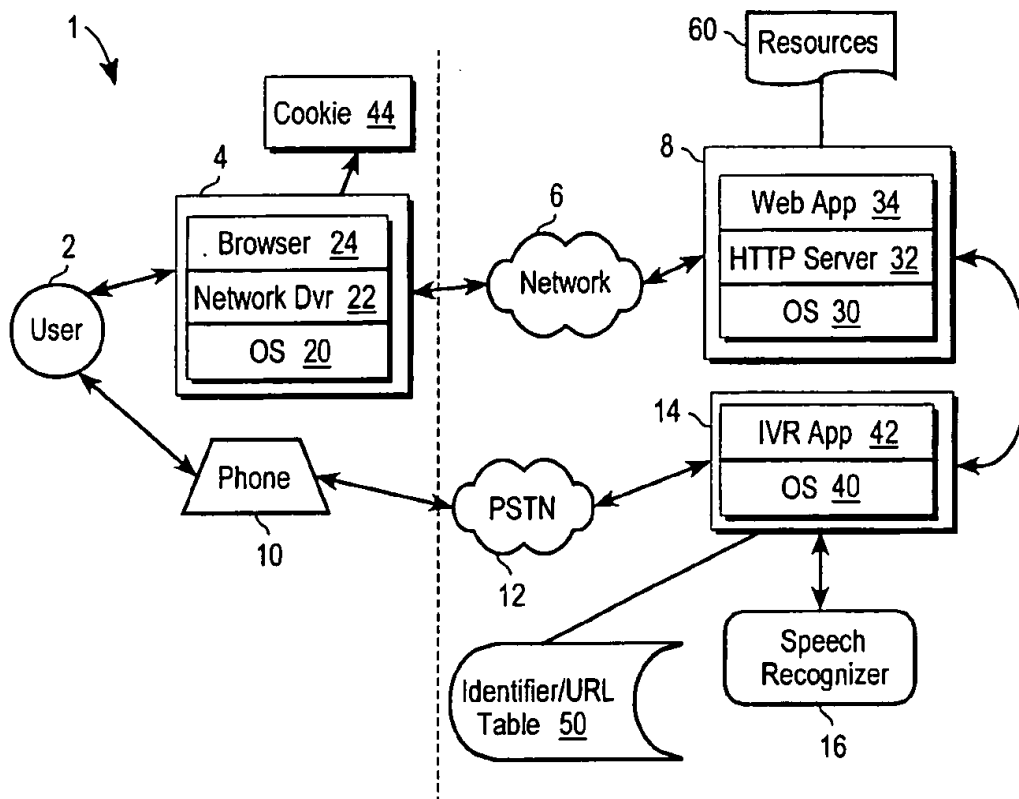 1
60
Resources
Cookie 44
4
8
Browser 24
Network Dvr 22
OS 20
6
Network
Web App 34
HTTP Server 32
OS 30
2
User
14
IVR App 42
OS 40
Phone
10
PSTN
12
Identifier/URL
Table 50
Speech
Recognizer
16